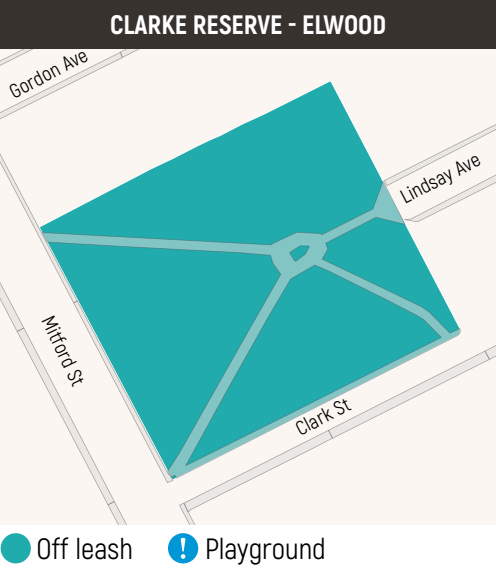 CLARKE RESERVE - ELWOOD
Gordon Ave
Lindsay Ave
Mitford St
Clark St
Off leash
! Playground